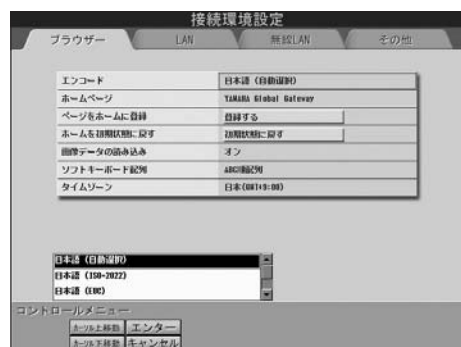 接続環境設定
ブラウザー
LAN
無線LAN
その他
エンコード 日本語 (自動選択)
ホームページ YAMAHA Global Gateway
ページをホームに登録 登録する
ホームを初期状態に戻す 初期状態に戻す
画像データの読み込み オン
ソフトキーボード配列 ABC順配列
タイムゾーン 日本(GMT+9:00)
日本語 (自動選択)
日本語 (ISO-2022)
日本語 (EUC)
コントロールメニュー
カーソル上移動 エンター
カーソル下移動 キャンセル